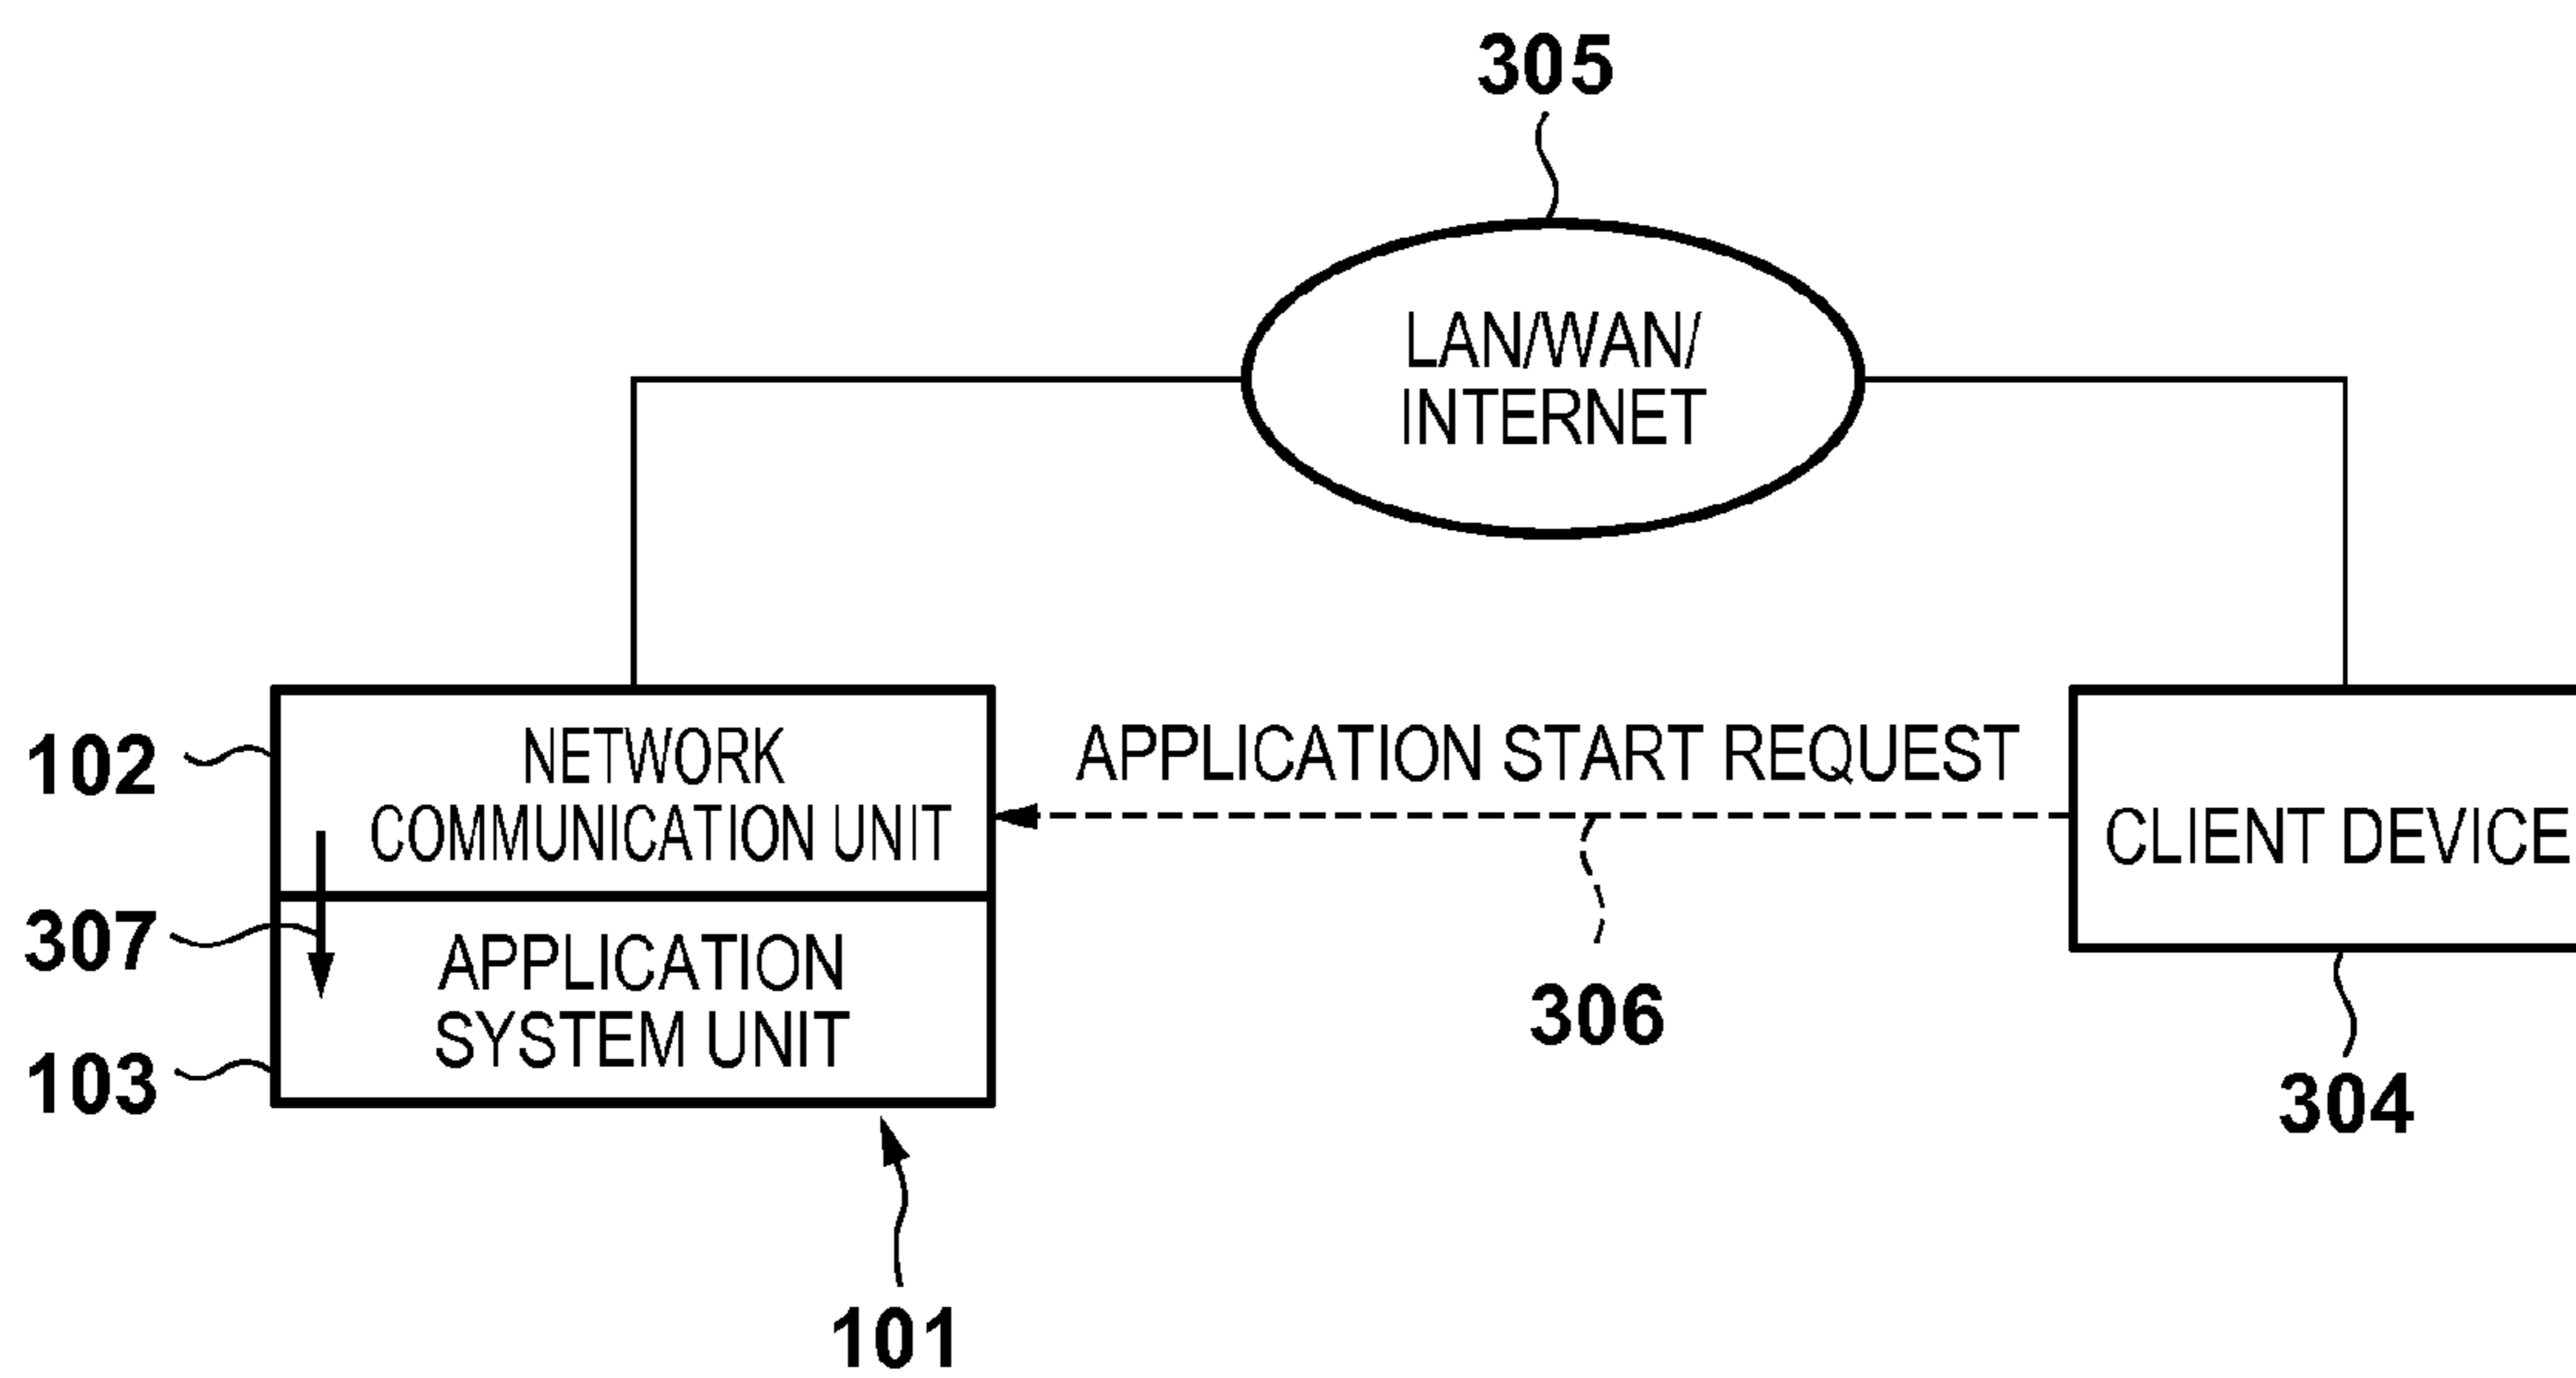 305
LAN/WAN/
INTERNET
102
NETWORK
COMMUNICATION UNIT
APPLICATION START REQUEST
CLIENT DEVICE
307
APPLICATION
SYSTEM UNIT
306
103
304
101